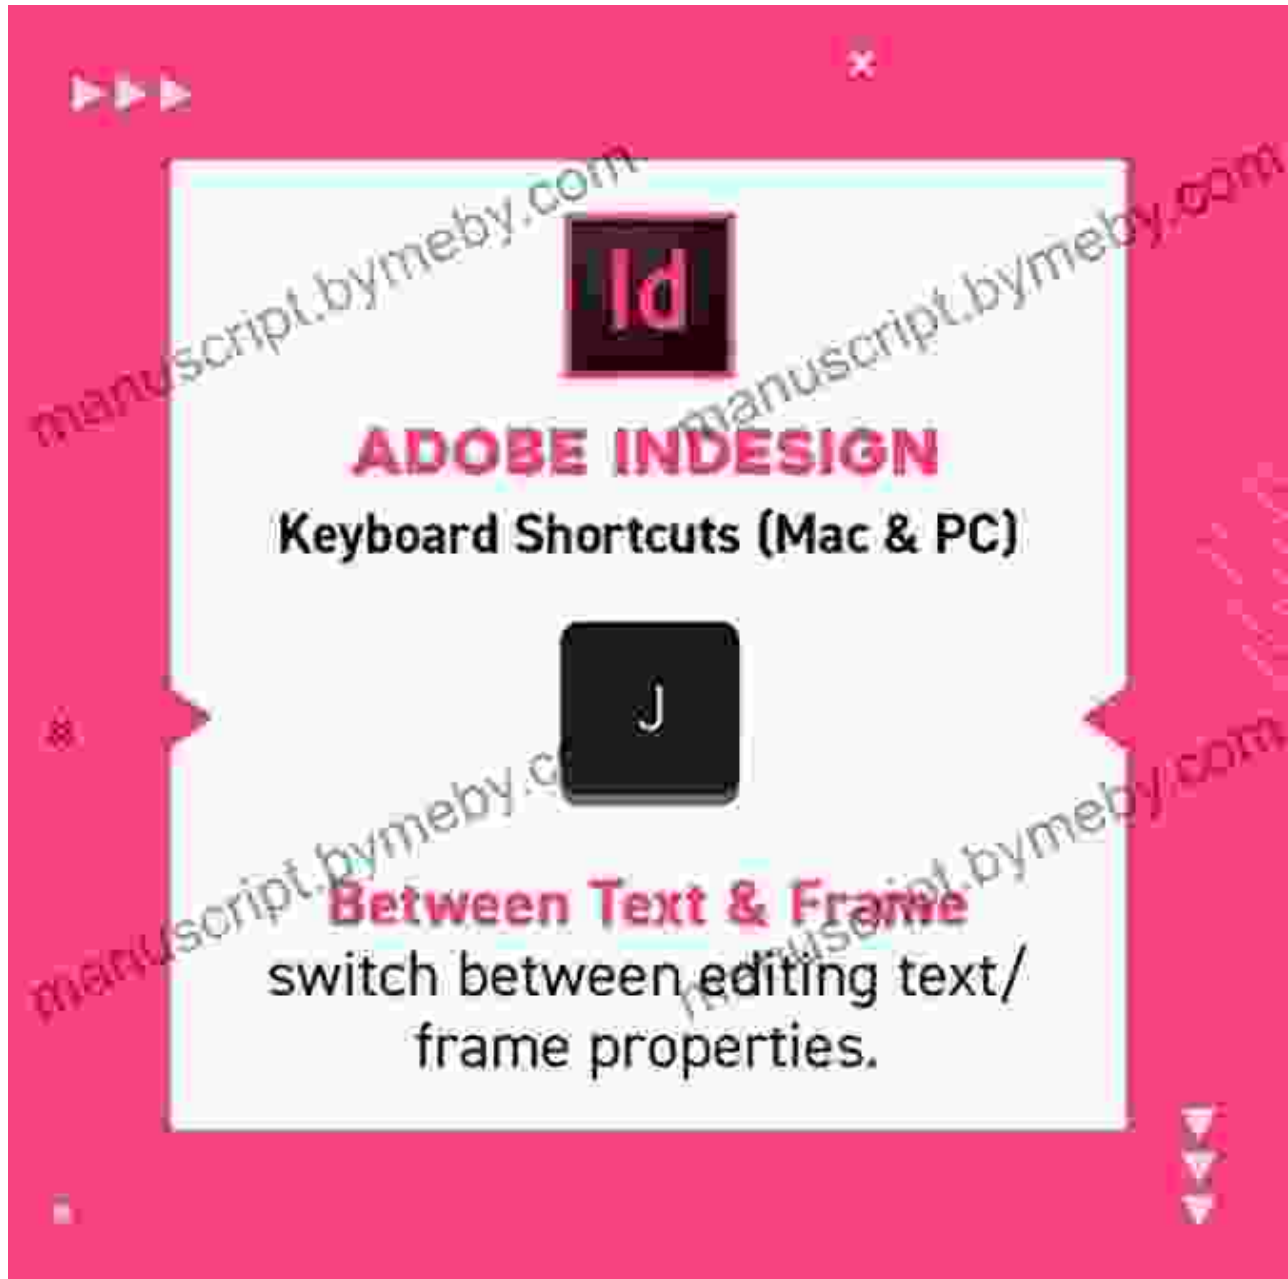 manuscript.bymeby.com
manuscript.bymeby.com
Id
ADOBE INDESIGN
Keyboard Shortcuts (Mac & PC)
J
manuscript.bymeby.c
manuscript.bymeby.com
Between Text & Frame
switch between editing text/
frame properties.